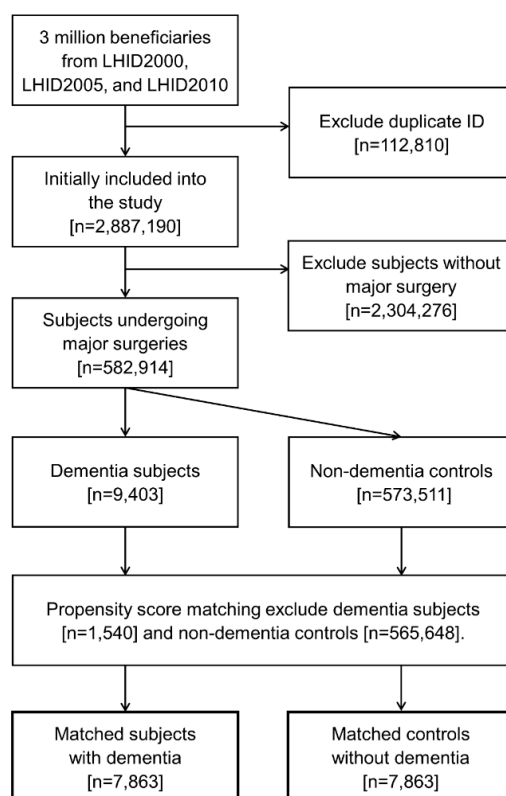 3 million beneficiaries
from LHID2000,
LHID2005, and LHID2010
Exclude duplicate ID
[n=112,810]
Initially included into
the study
[n=2,887,190]
Exclude subjects without
major surgery
[n=2,304,276]
Subjects undergoing
major surgeries
[n=582,914]
Dementia subjects
[n=9,403]
Non-dementia controls
[n=573,511]
Propensity score matching exclude dementia subjects
[n=1,540] and non-dementia controls [n=565,648].
Matched subjects
with dementia
[n=7,863]
Matched controls
without dementia
[n=7,863]